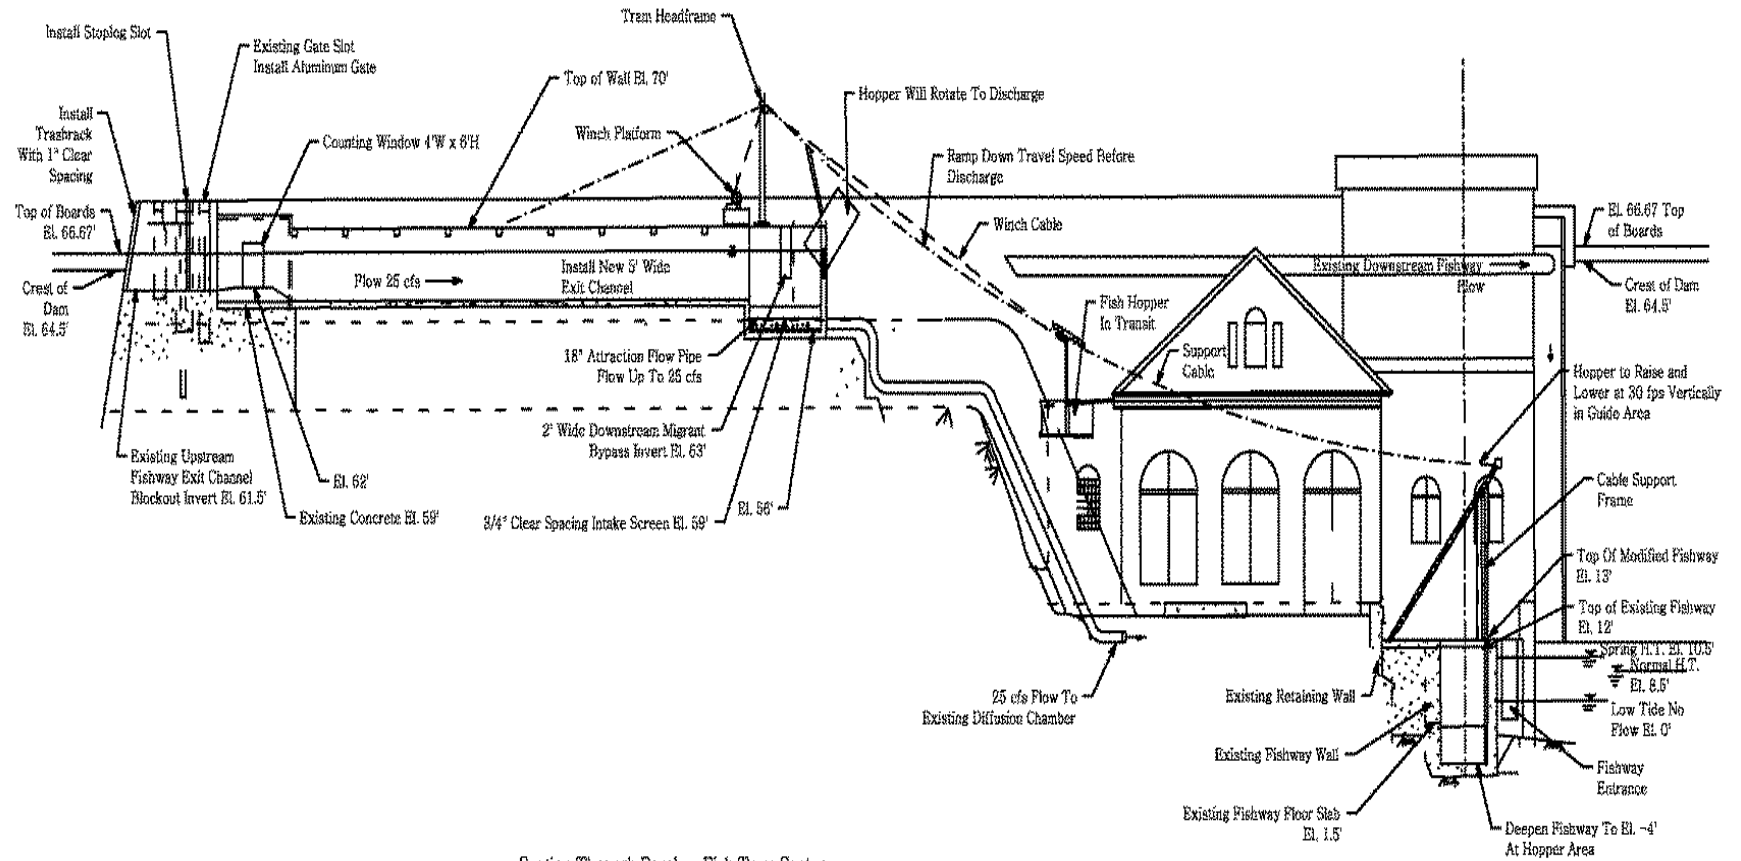 Install Stoplog Slot
Existing Gate Slot
Install Aluminum Gate
Tram Headframe
Top of Wall El. 70'
Hopper Will Rotate To Discharge
Install
Trashrack
With 1" Clear
Spacing
Counting Window 4'W x 6'H
Winch Platform
Ramp Down Travel Speed Before
Discharge
Top of Boards
El. 66.67'
Winch Cable
El. 66.67 Top
of Boards
Flow 25 cfs
Install New 5' Wide
Exit Channel
Existing Downstream Fishway
Flow
Crest of
Dam
El. 64.5'
Crest of Dam
El. 64.5'
Fish Hopper
In Transit
18" Attraction Flow Pipe
Flow Up To 25 cfs
Support
Cable
Hopper to Raise and
Lower at 30 fps Vertically
in Guide Area
2' Wide Downstream Migrant
Bypass Invert El. 63'
Existing Upstream
Fishway Exit Channel
Blockout Invert El. 61.5'
El. 62'
Existing Concrete El. 59'
3/4" Clear Spacing Intake Screen El. 59'
El. 56'
Cable Support
Frame
Top Of Modified Fishway
El. 13'
Top of Existing Fishway
El. 12'
Spring H.T. El. 10.5'
Normal H.T.
El. 8.5'
25 cfs Flow To
Existing Diffusion Chamber
Existing Retaining Wall
Low Tide No
Flow El. 0'
Existing Fishway Wall
Fishway
Entrance
Existing Fishway Floor Slab
El. 1.5'
Deepen Fishway To El. -4'
At Hopper Area